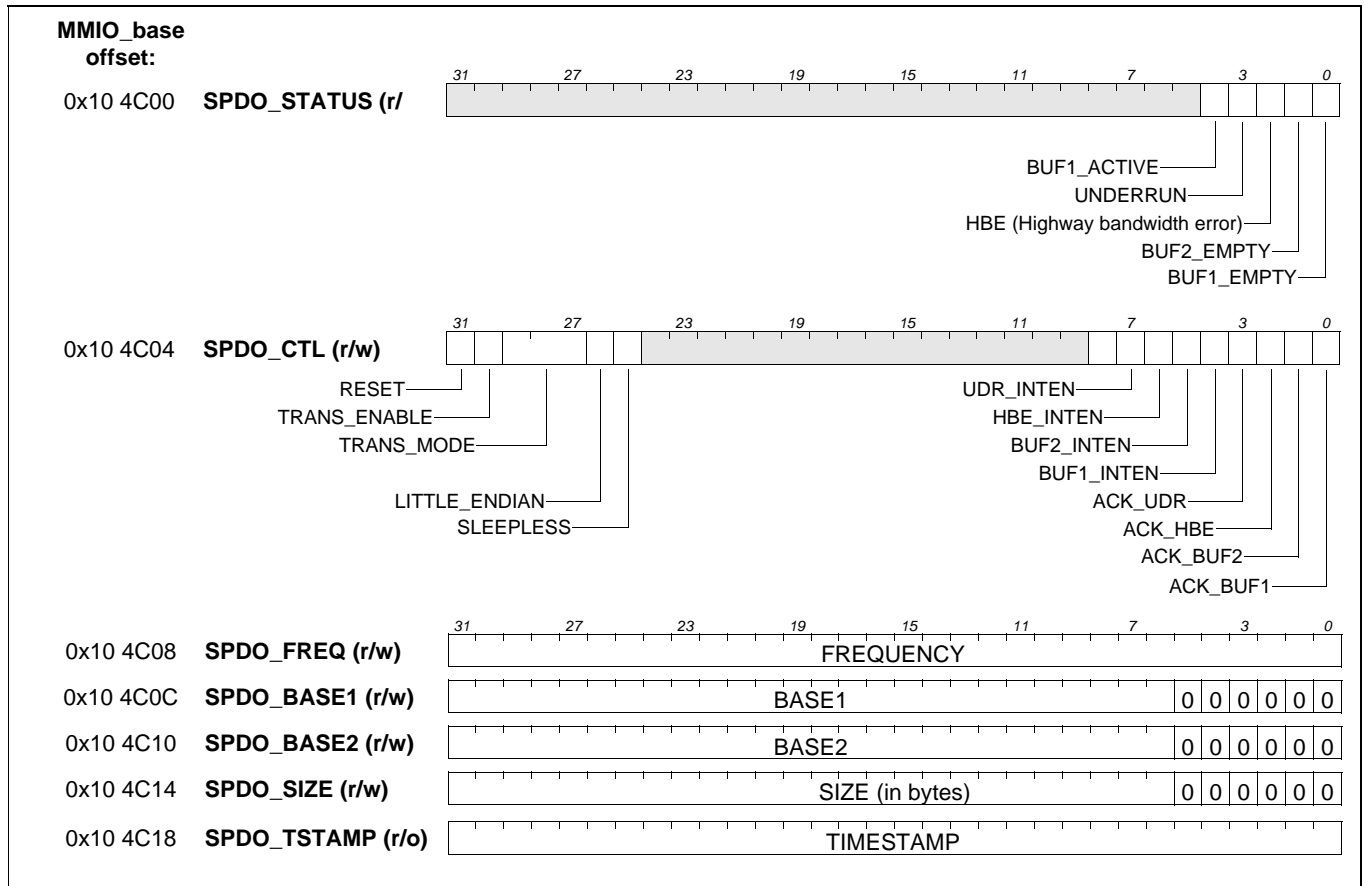 MMIO_base
offset:
31 27 23 19 15 11 7 3 0
0x10 4C00 SPDO_STATUS (r/
BUF1_ACTIVE
UNDERRUN
HBE (Highway bandwidth error)
BUF2_EMPTY
BUF1_EMPTY
31 27 23 19 15 11 7 3 0
0x10 4C04 SPDO_CTL (r/w)
RESET UDR_INTEN
TRANS_ENABLE HBE_INTEN
TRANS_MODE BUF2_INTEN
BUF1_INTEN
LITTLE_ENDIAN ACK_UDR
SLEEPLESS ACK_HBE
ACK_BUF2
ACK_BUF1
31 27 23 19 15 11 7 3 0
0x10 4C08 SPDO_FREQ (r/w) FREQUENCY
0x10 4C0C SPDO_BASE1 (r/w) BASE1 0 0 0 0 0 0
0x10 4C10 SPDO_BASE2 (r/w) BASE2 0 0 0 0 0 0
0x10 4C14 SPDO_SIZE (r/w) SIZE (in bytes) 0 0 0 0 0 0
0x10 4C18 SPDO_TSTAMP (r/o) TIMESTAMP